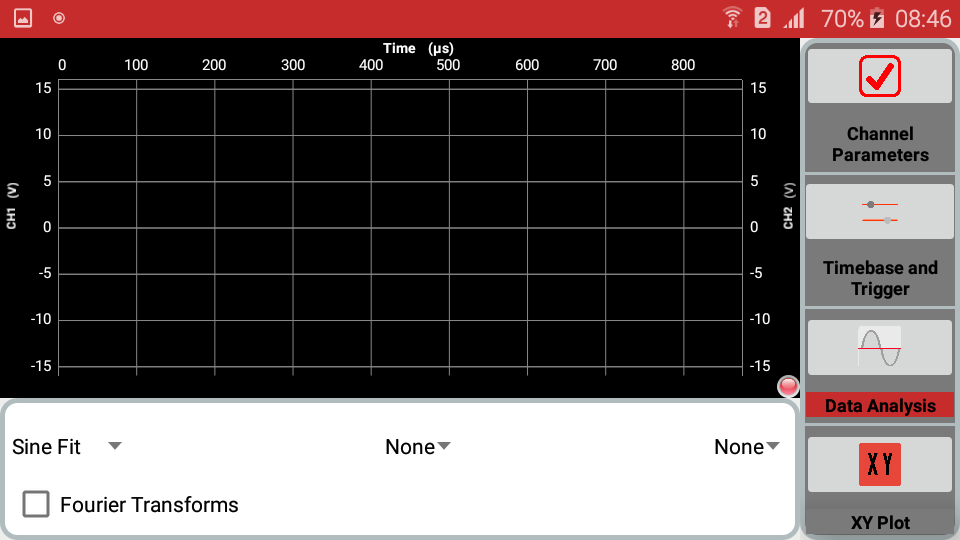 2 70% 08:46
Time (μs)
0 100 200 300 400 500 600 700 800
15 15
10 10
5 5
0 0
-5 -5
-10 -10
-15 -15
CH1 (V)
CH2 (V)
Channel
Parameters
Timebase and
Trigger
Data Analysis
XY
XY Plot
Sine Fit None None
Fourier Transforms